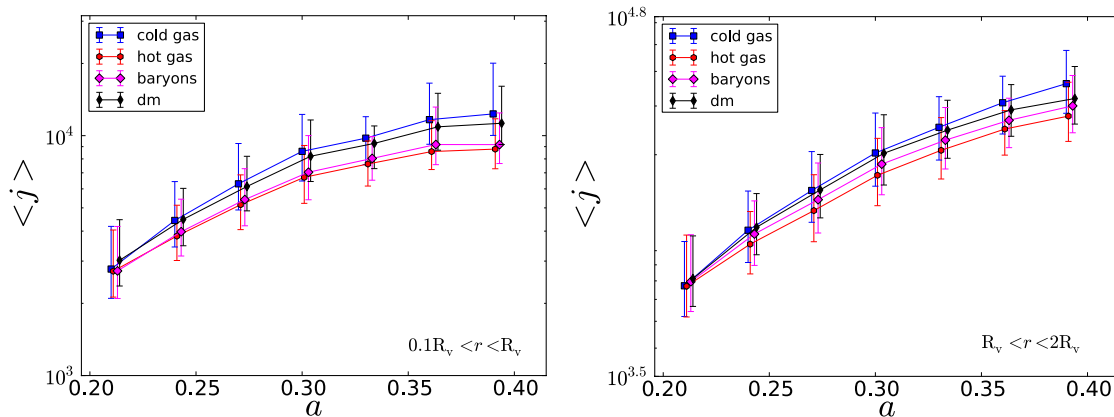 cold gas
hot gas
baryons
dm
10^4
10^3
<j>
0.1R_v < r < R_v
0.20 0.25 0.30 0.35 0.40
a
10^4.8
cold gas
hot gas
baryons
dm
<j>
R_v < r < 2R_v
10^3.5
0.20 0.25 0.30 0.35 0.40
a